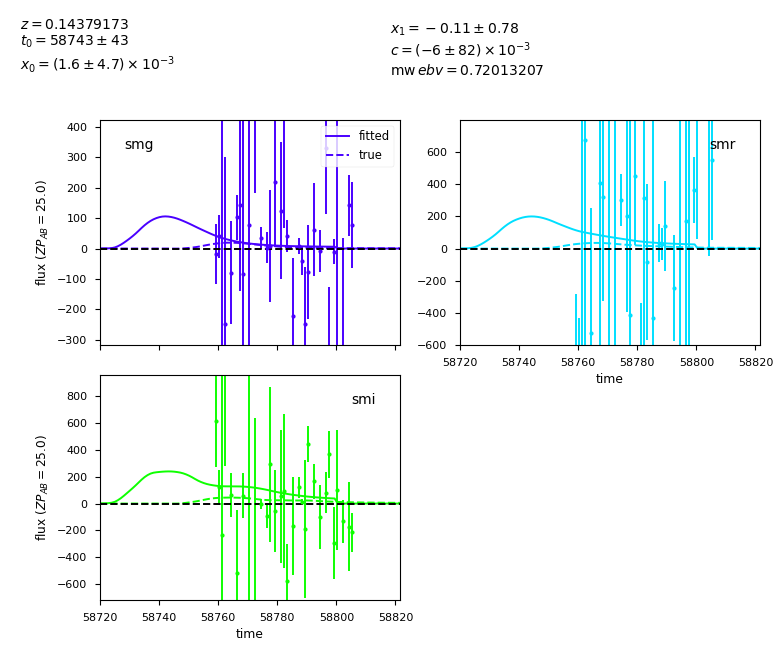 z = 0.14379173
t₀ = 58743 ± 43
x₀ = (1.6 ± 4.7) × 10⁻³
x₁ = −0.11 ± 0.78
c = (−6 ± 82) × 10⁻³
mw ebv = 0.72013207
smg
fitted
true
400
300
200
100
0
−100
−200
−300
flux (ZP_AB = 25.0)
smr
600
400
200
0
−200
−400
−600
58720 58740 58760 58780 58800 58820
time
smi
800
600
400
200
0
−200
−400
−600
flux (ZP_AB = 25.0)
58720 58740 58760 58780 58800 58820
time